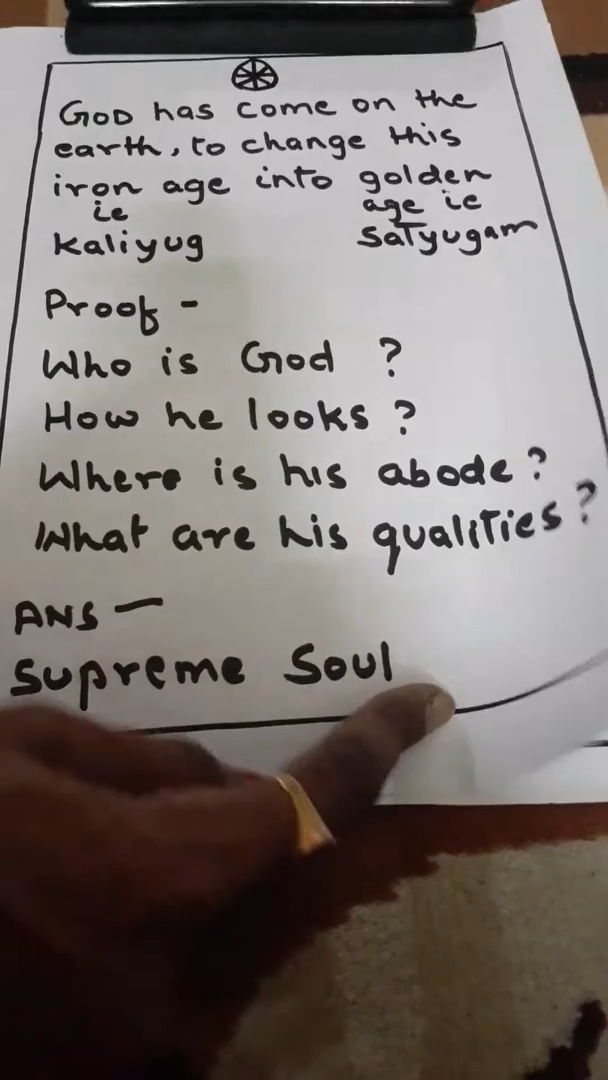 GOD has come on the
earth, to change this
iron age into golden
ie age ie
Kaliyug Satyugam
Proof -
Who is God ?
How he looks ?
Where is his abode ?
What are his qualities ?
ANS —
Supreme Soul